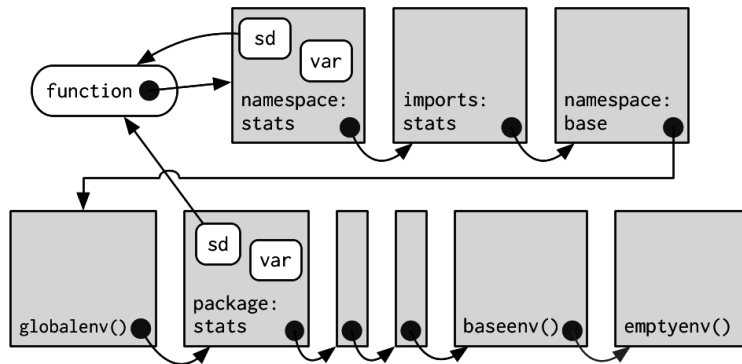 sd
var
function
namespace:
stats
imports:
stats
namespace:
base
sd
var
package:
stats
globalenv()
baseenv()
emptyenv()